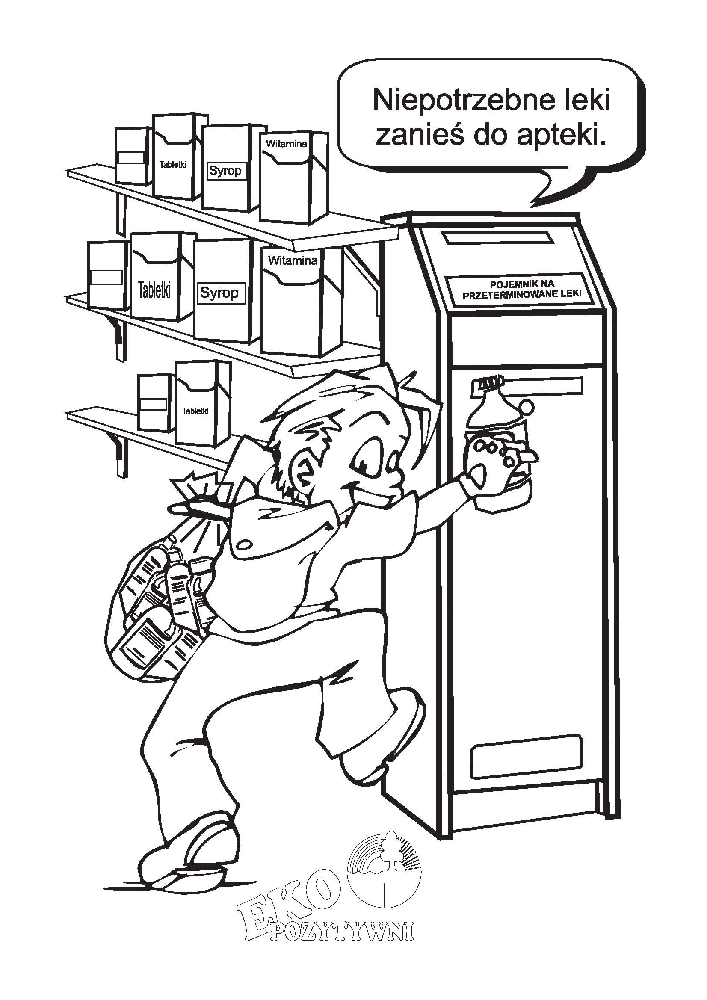 Niepotrzebne leki
zanieś do apteki.
Witamina
Tabletki
Syrop
Witamina
Tabletki
Syrop
POJEMNIK NA
PRZETERMINOWANE LEKI
Tabletki
EKO
POZYTYWNI